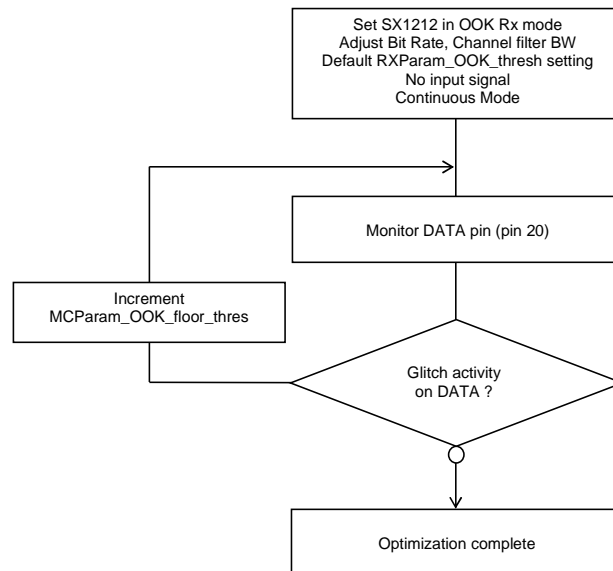 Set SX1212 in OOK Rx mode
Adjust Bit Rate, Channel filter BW
Default RXParam_OOK_thresh setting
No input signal
Continuous Mode
Monitor DATA pin (pin 20)
Increment
MCParam_OOK_floor_thres
Glitch activity
on DATA ?
Optimization complete